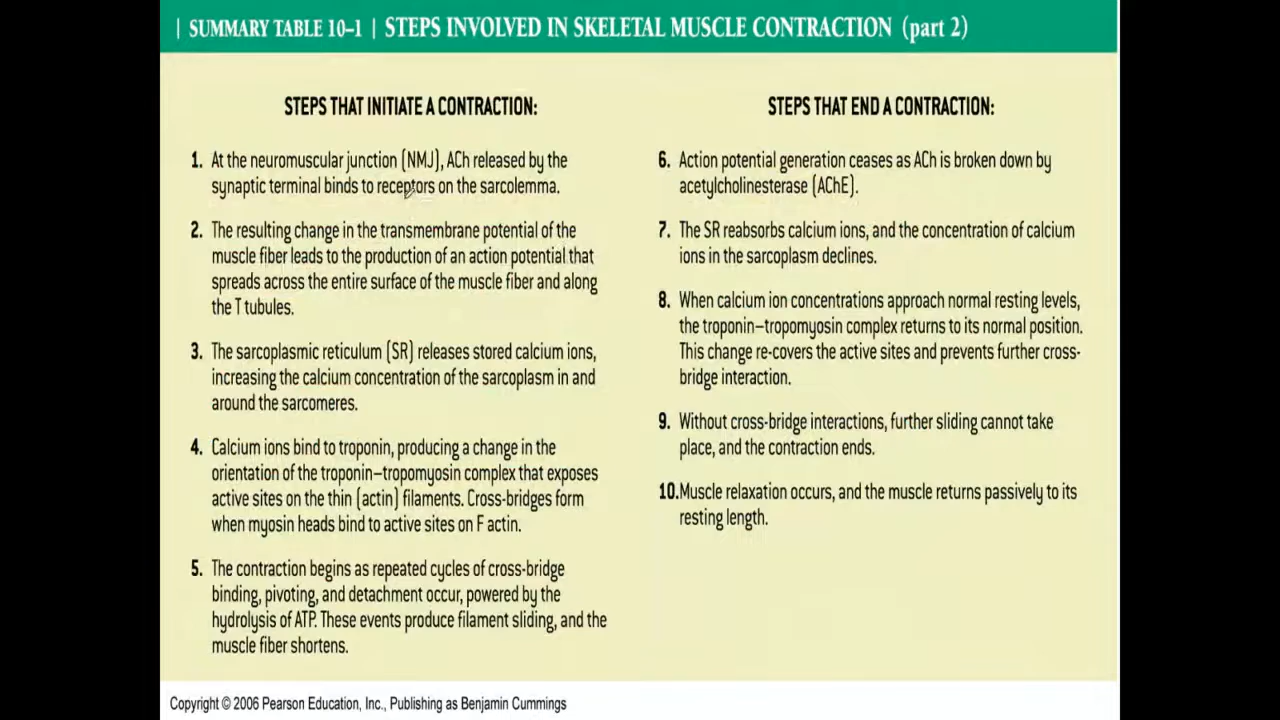 | SUMMARY TABLE 10–1 | STEPS INVOLVED IN SKELETAL MUSCLE CONTRACTION (part 2)
STEPS THAT INITIATE A CONTRACTION:
1. At the neuromuscular junction (NMJ), ACh released by the
synaptic terminal binds to receptors on the sarcolemma.
2. The resulting change in the transmembrane potential of the
muscle fiber leads to the production of an action potential that
spreads across the entire surface of the muscle fiber and along
the T tubules.
3. The sarcoplasmic reticulum (SR) releases stored calcium ions,
increasing the calcium concentration of the sarcoplasm in and
around the sarcomeres.
4. Calcium ions bind to troponin, producing a change in the
orientation of the troponin–tropomyosin complex that exposes
active sites on the thin (actin) filaments. Cross-bridges form
when myosin heads bind to active sites on F actin.
5. The contraction begins as repeated cycles of cross-bridge
binding, pivoting, and detachment occur, powered by the
hydrolysis of ATP. These events produce filament sliding, and the
muscle fiber shortens.
STEPS THAT END A CONTRACTION:
6. Action potential generation ceases as ACh is broken down by
acetylcholinesterase (AChE).
7. The SR reabsorbs calcium ions, and the concentration of calcium
ions in the sarcoplasm declines.
8. When calcium ion concentrations approach normal resting levels,
the troponin–tropomyosin complex returns to its normal position.
This change re-covers the active sites and prevents further cross-
bridge interaction.
9. Without cross-bridge interactions, further sliding cannot take
place, and the contraction ends.
10.Muscle relaxation occurs, and the muscle returns passively to its
resting length.
Copyright © 2006 Pearson Education, Inc., Publishing as Benjamin Cummings